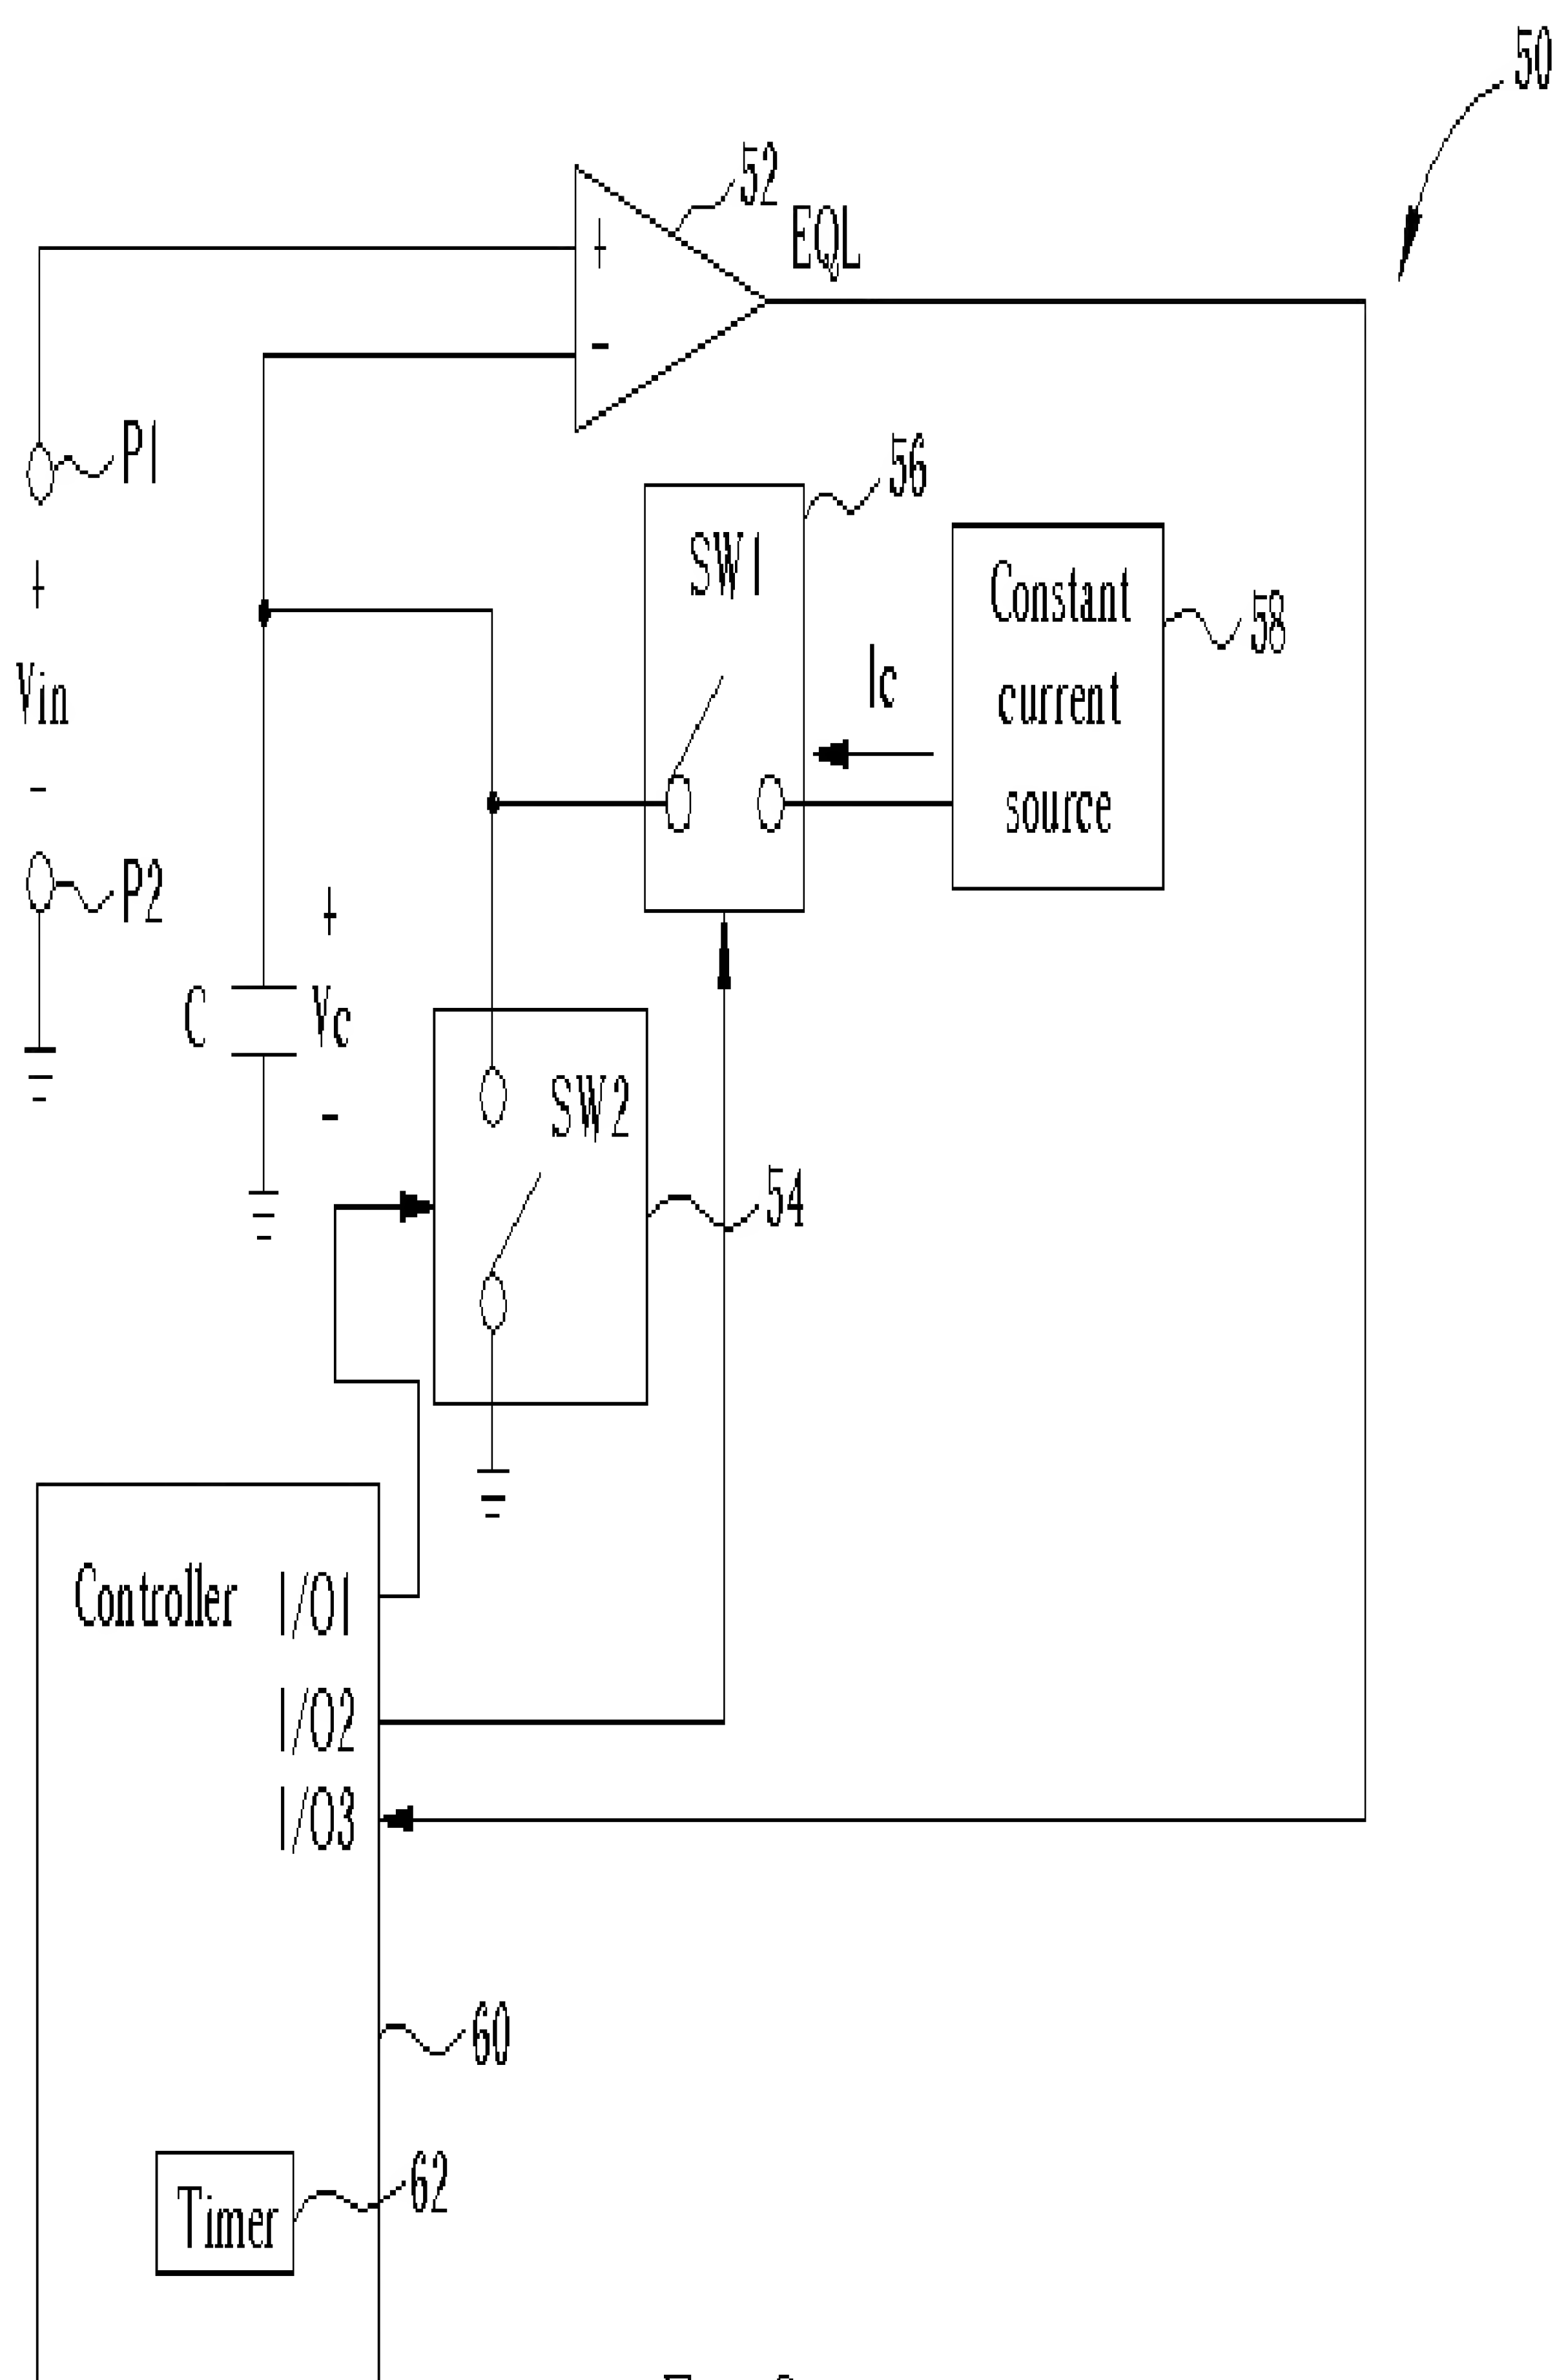 50
52
EQL
+
-
P1
56
SW1
Constant
current
source
58
+
Vin
-
Ic
P2
+
C
Vc
-
SW2
54
Controller
I/O1
I/O2
I/O3
60
Timer
62